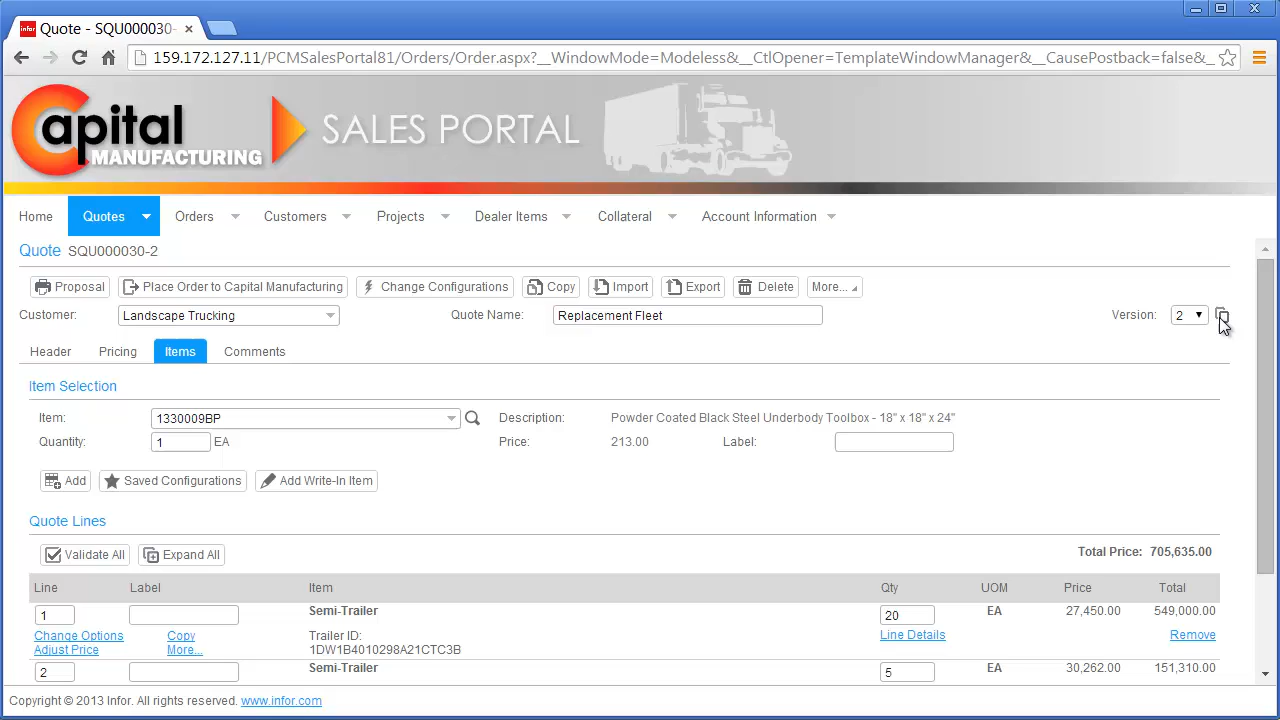 Quote - SQU000030-
159.172.127.11/PCMSalesPortal81/Orders/Order.aspx?__WindowMode=Modeless&__CtlOpener=TemplateWindowManager&__CausePostback=false&_
Capital
MANUFACTURING
SALES PORTAL
Home Quotes Orders Customers Projects Dealer Items Collateral Account Information
Quote SQU000030-2
Proposal Place Order to Capital Manufacturing Change Configurations Copy Import Export Delete More...
Customer: Landscape Trucking Quote Name: Replacement Fleet Version: 2
Header Pricing Items Comments
Item Selection
Item: 1330009BP Description: Powder Coated Black Steel Underbody Toolbox - 18" x 18" x 24"
Quantity: 1 EA Price: 213.00 Label:
Add Saved Configurations Add Write-In Item
Quote Lines
Validate All Expand All Total Price: 705,635.00
Line Label Item Qty UOM Price Total
1 Semi-Trailer 20 EA 27,450.00 549,000.00
Change Options Copy Trailer ID: Line Details Remove
Adjust Price More... 1DW1B4010298A21CTC3B
2 Semi-Trailer 5 EA 30,262.00 151,310.00
Copyright © 2013 Infor. All rights reserved. www.infor.com